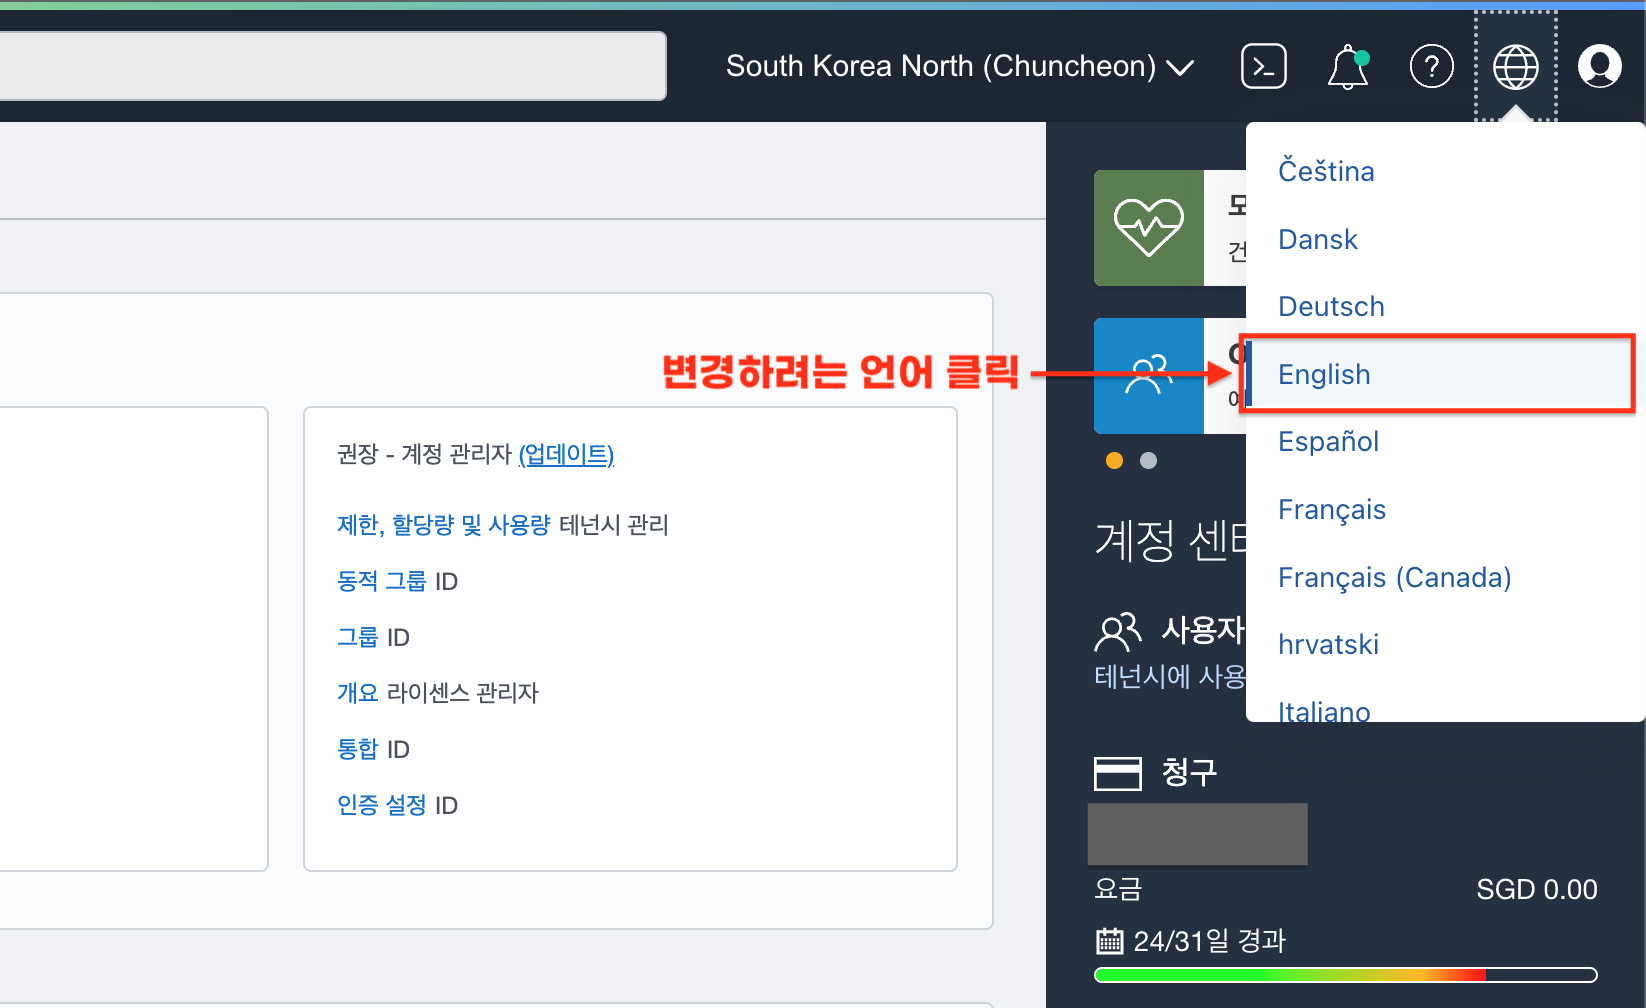 South Korea North (Chuncheon)
Čeština
Dansk
Deutsch
English
Español
Français
Français (Canada)
hrvatski
Italiano
변경하려는 언어 클릭
권장 - 계정 관리자 (업데이트)
제한, 할당량 및 사용량 테넌시 관리
동적 그룹 ID
그룹 ID
개요 라이센스 관리자
통합 ID
인증 설정 ID
계정 센터
사용자
테넌시에 사용
청구
요금 SGD 0.00
24/31일 경과